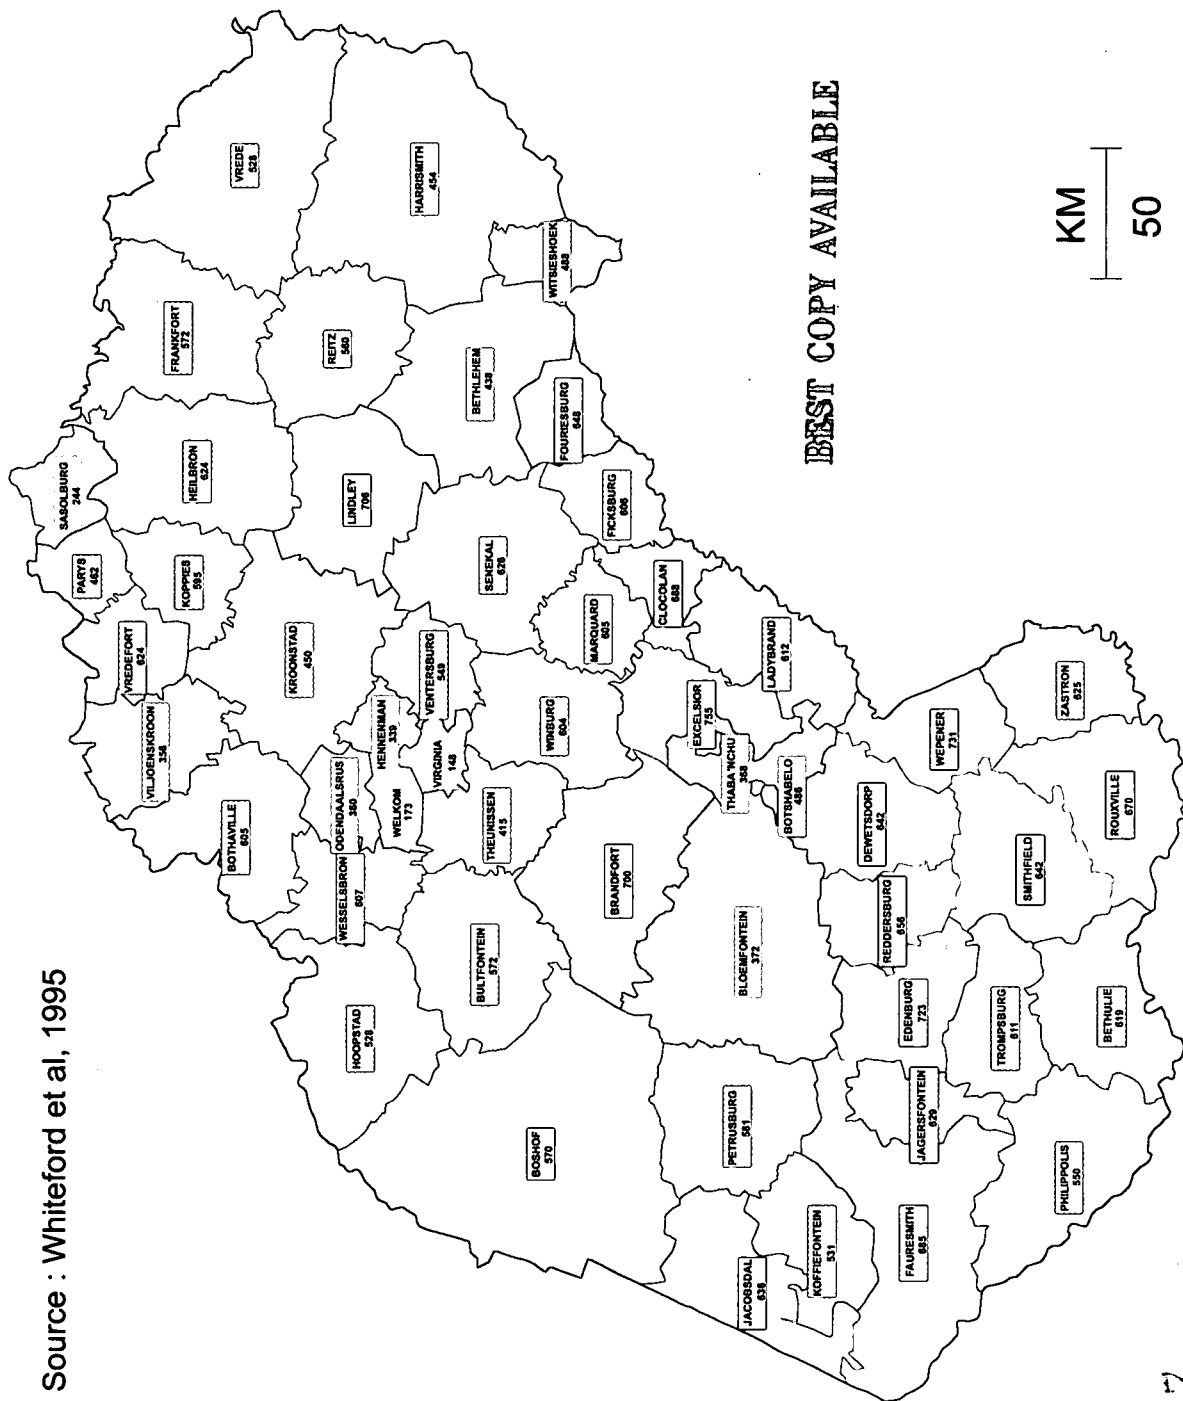 Source : Whiteford et al, 1995
SASOLBURG
244
PARYS
462
VREDEFORT
624
VILJOENSKROON
356
KOPPIES
595
HEILBRON
624
FRANKFORT
572
VREDE
528
BOTHAVILLE
605
KROONSTAD
450
LINDLEY
706
REITZ
560
HARRISMITH
454
HOOPSTAD
528
WESSELSBRON
607
ODENDAALSRUS
360
HENNENMAN
339
WELKOM
173
VIRGINIA
148
VENTERSBURG
549
SENEKAL
626
BETHLEHEM
438
WITSIESHOEK
488
FOURIESBURG
648
FICKSBURG
606
BULTFONTEIN
572
THEUNISSEN
415
WINBURG
604
MARQUARD
605
CLOCOLAN
688
BOSHOF
570
BRANDFORT
700
EXCELSIOR
755
LADYBRAND
612
THABA'NCHU
368
BOTSHABELO
486
BLOEMFONTEIN
372
PETRUSBURG
581
JACOBSDAL
636
KOFFIEFONTEIN
531
FAURESMITH
685
JAGERSFONTEIN
629
EDENBURG
723
REDDERSBURG
656
DEWETSDORP
642
WEPENER
731
ZASTRON
625
ROUXVILLE
670
SMITHFIELD
642
TROMPSBURG
611
BETHULIE
619
PHILIPPOLIS
550
BEST COPY AVAILABLE
KM
50